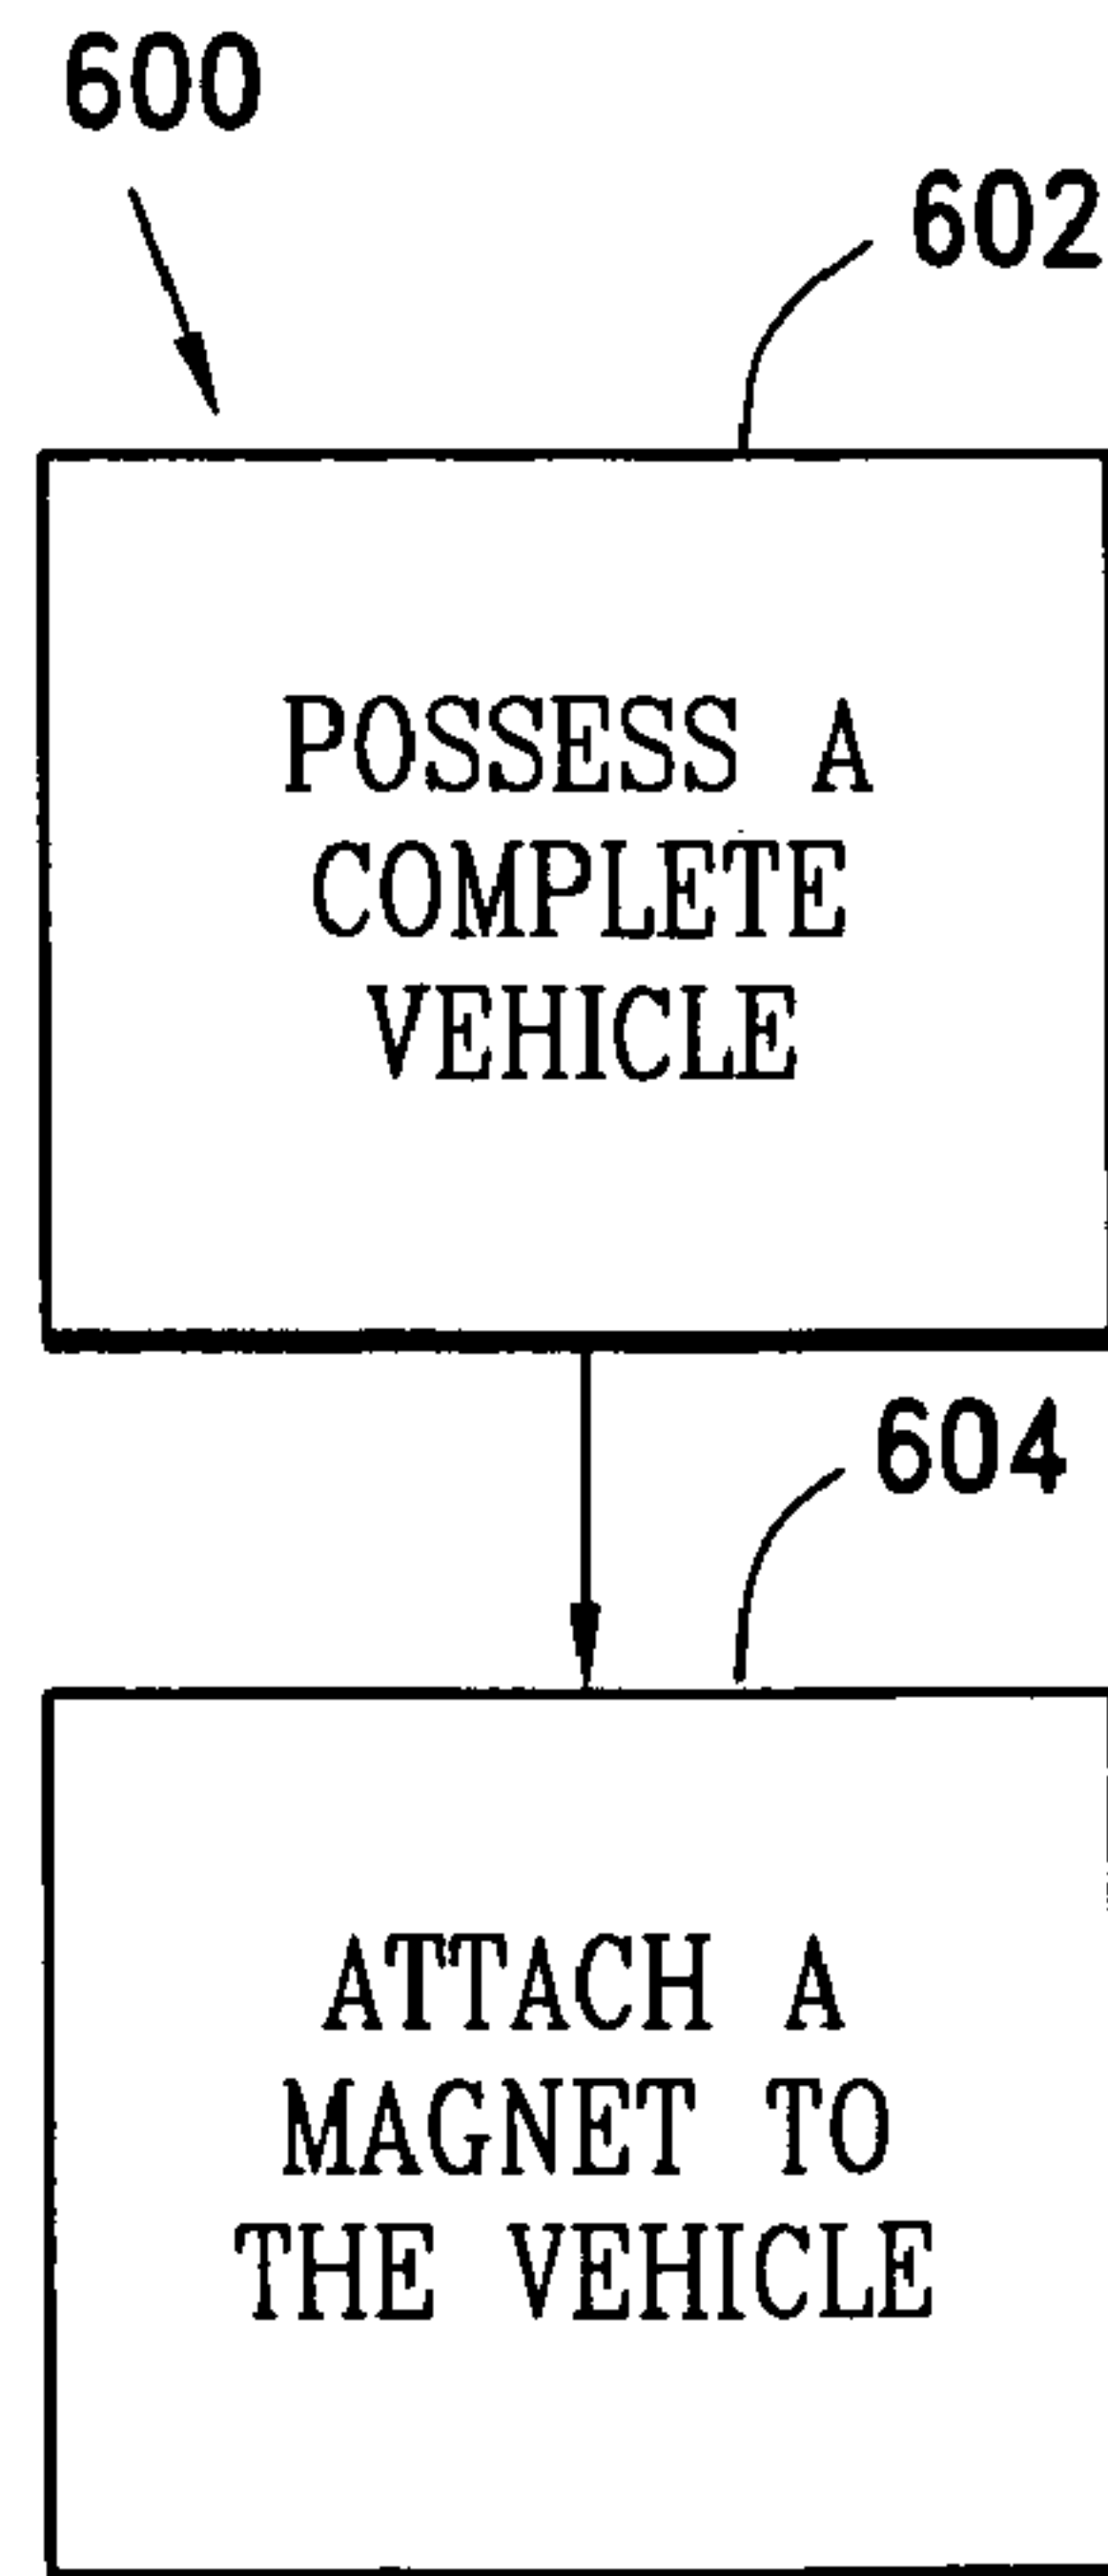 600
602
POSSESS A
COMPLETE
VEHICLE
604
ATTACH A
MAGNET TO
THE VEHICLE